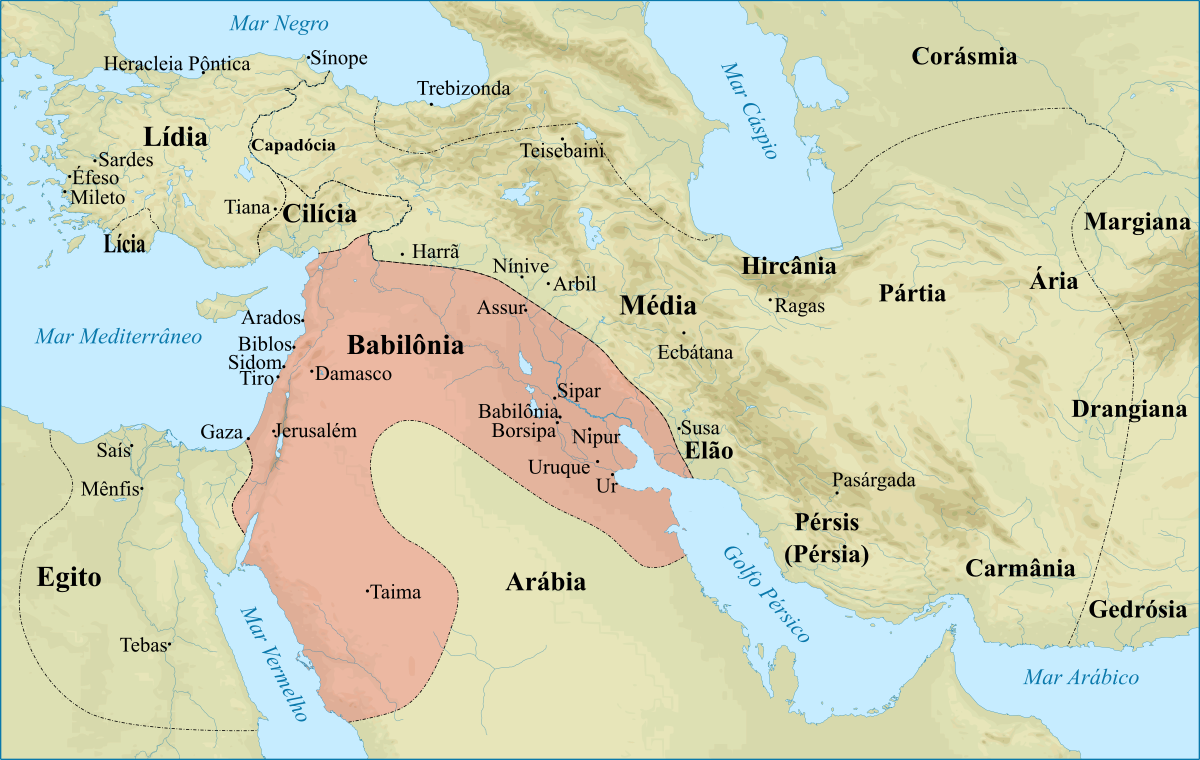 Mar Negro
Corásmia
Heracleia Pôntica
Sínope
Trebizonda
Mar Cáspio
Lídia
Capadócia
Teisebaini
Sardes
Éfeso
Mileto
Tiana
Cilícia
Lícia
Margiana
Harrã
Nínive
Arbil
Hircânia
Ária
Pártia
Assur
Média
Ragas
Arados
Mar Mediterrâneo
Biblos
Babilônia
Ecbátana
Sidom
Tiro
Damasco
Sipar
Babilônia
Drangiana
Gaza
Jerusalém
Borsipa
Nipur
Susa
Saís
Elão
Uruque
Mênfis
Ur
Pasárgada
Pérsis
(Pérsia)
Egito
Arábia
Carmânia
Taima
Golfo Pérsico
Gedrósia
Tebas
Mar Vermelho
Mar Arábico